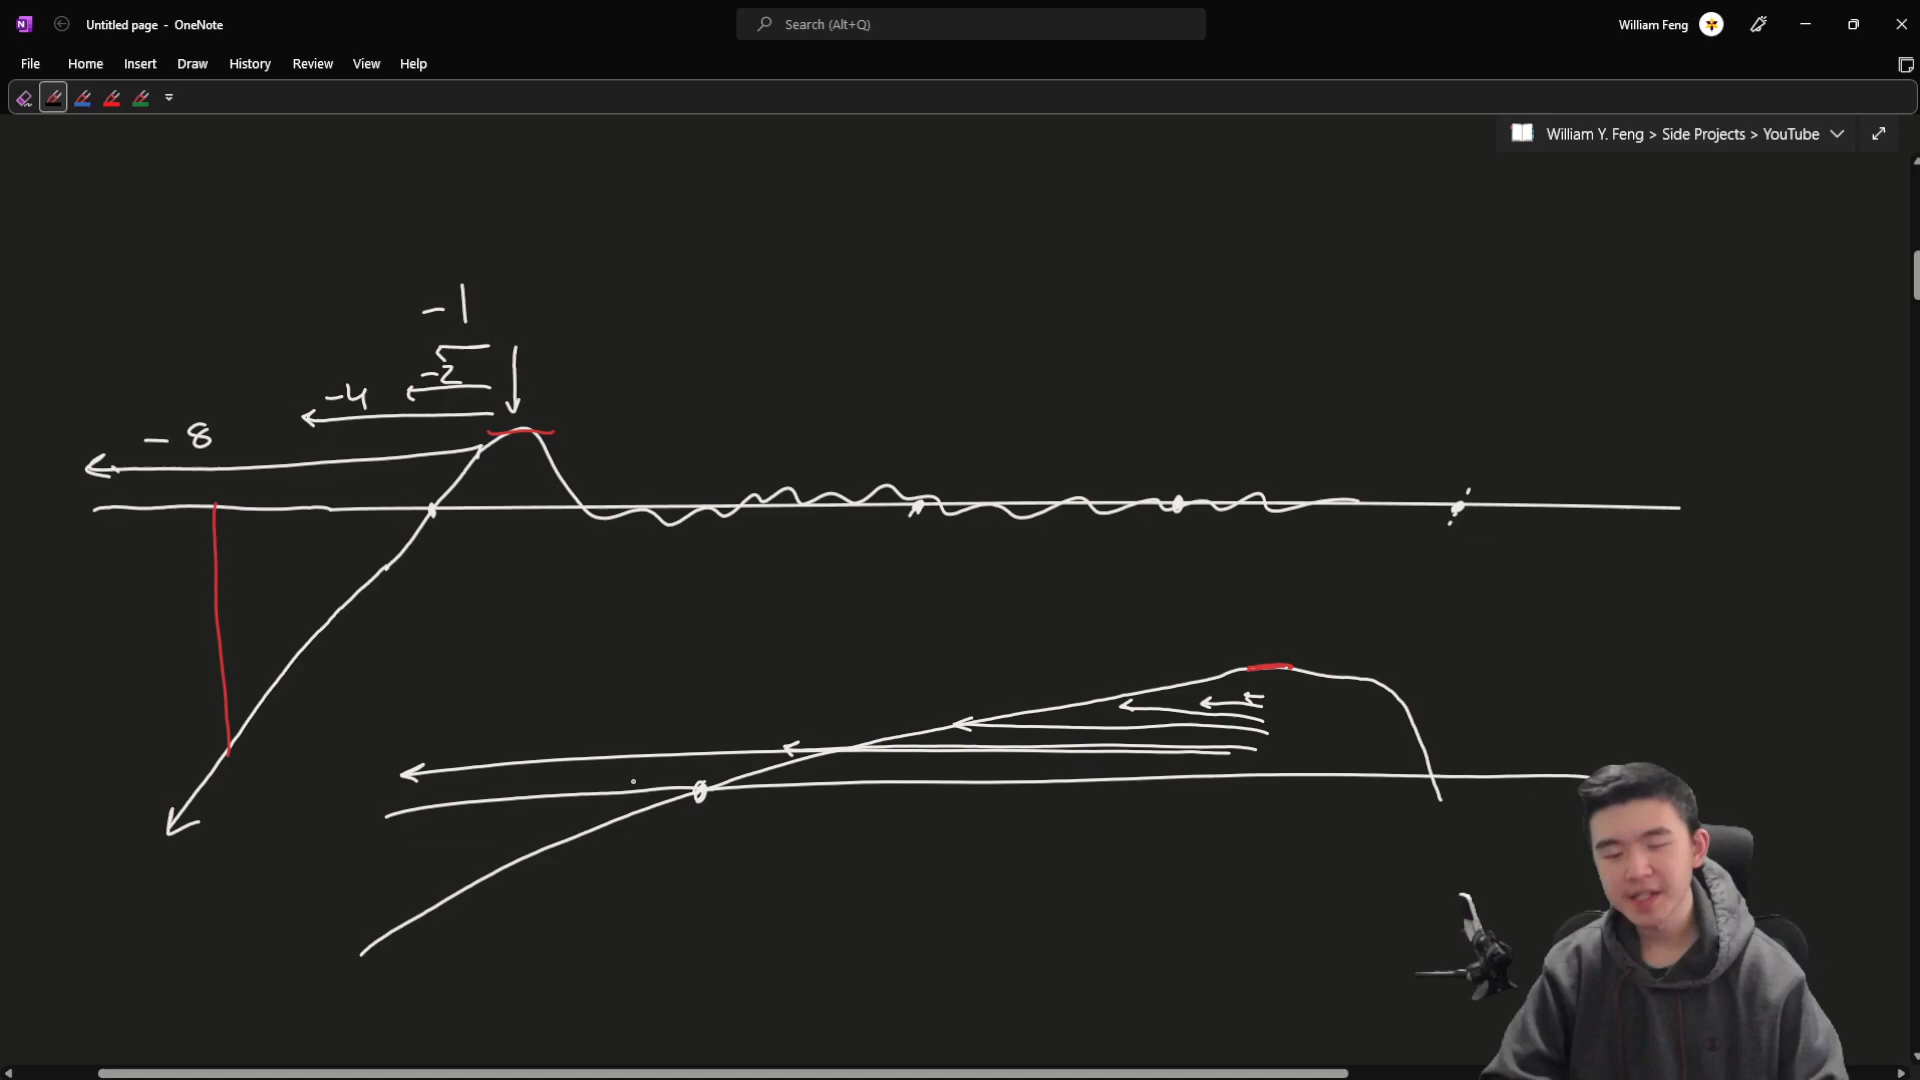 Untitled page - OneNote
Search (Alt+Q)
William Feng
File Home Insert Draw History Review View Help
William Y. Feng > Side Projects > YouTube
-1
-2
-4
-8